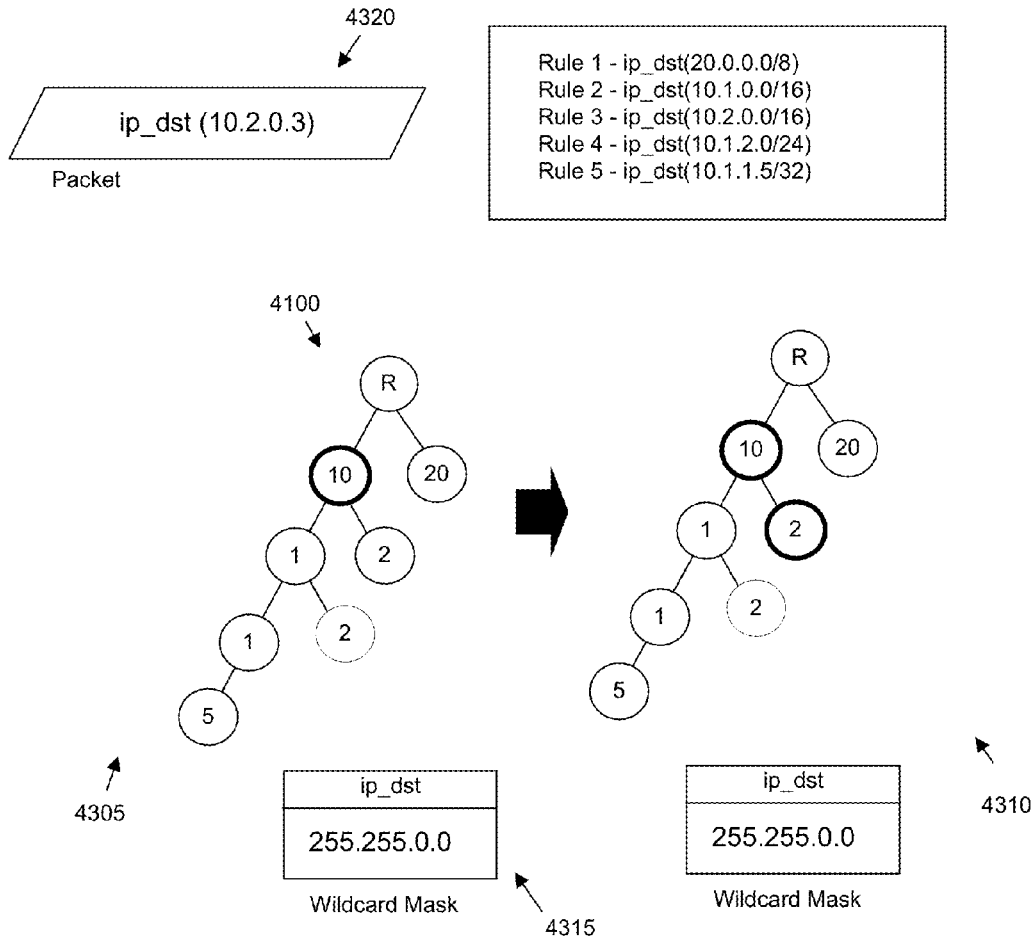 4320
ip_dst (10.2.0.3)
Packet
Rule 1 - ip_dst(20.0.0.0/8)
Rule 2 - ip_dst(10.1.0.0/16)
Rule 3 - ip_dst(10.2.0.0/16)
Rule 4 - ip_dst(10.1.2.0/24)
Rule 5 - ip_dst(10.1.1.5/32)
4100
R
10
20
1
2
1
2
5
4305
ip_dst
255.255.0.0
Wildcard Mask
4315
R
10
20
1
2
1
2
5
ip_dst
255.255.0.0
Wildcard Mask
4310